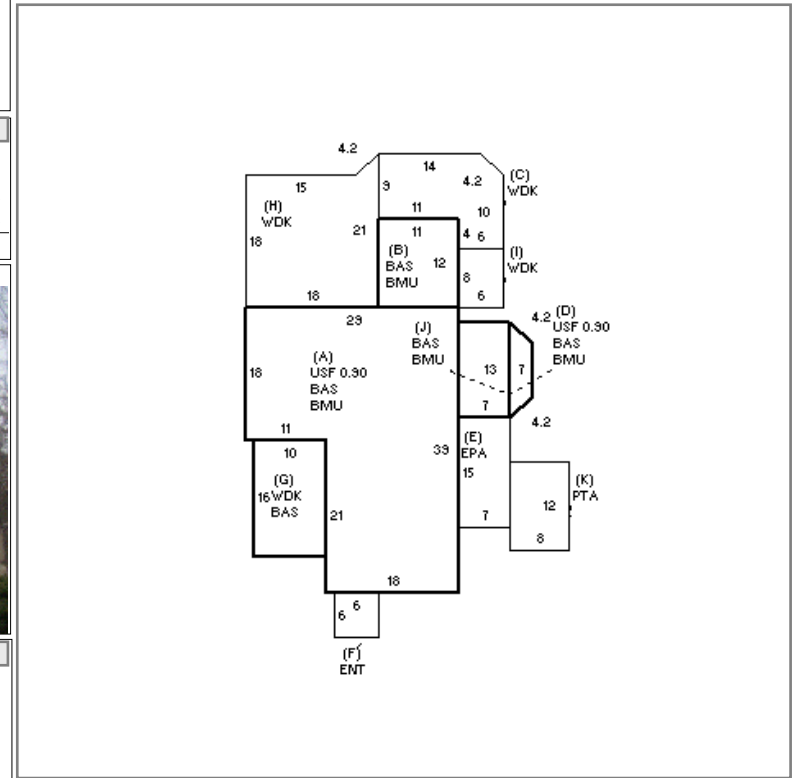 4.2
14
(C)
WDK
15
9
4.2
(H)
WDK
11
10
21
11
4
6
(B)
BAS
BMU
(I)
WDK
18
12
8
18
6
29
4.2
(D)
USF 0.90
BAS
BMU
(J)
BAS
BMU
(A)
USF 0.90
BAS
BMU
18
13
7
7
11
4.2
10
39
(E)
EPA
15
(G)
WDK
BAS
16
(K)
PTA
12
21
7
8
18
6
6
(F)
ENT